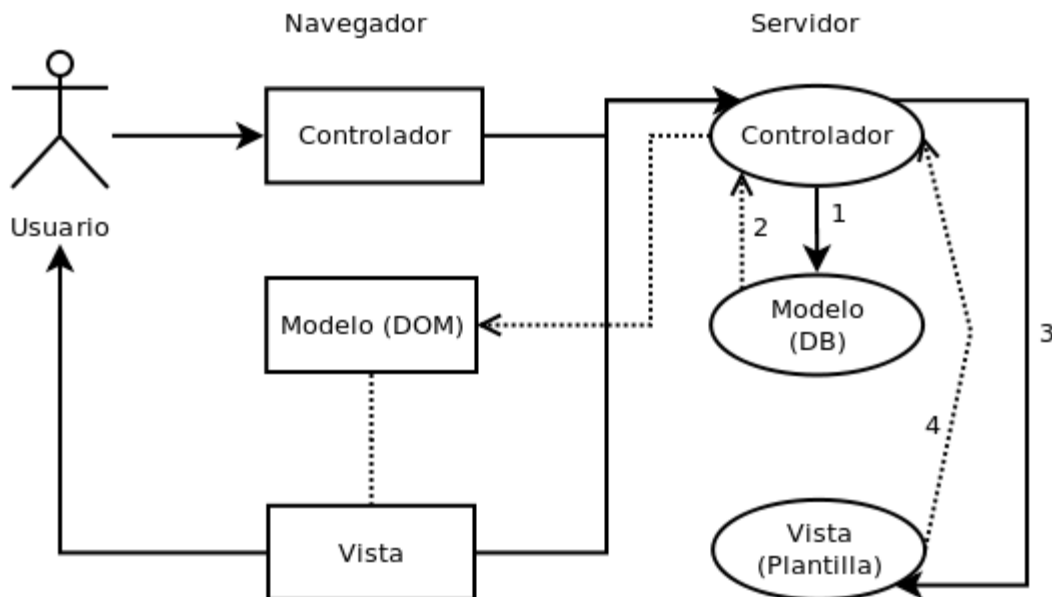 Navegador
Servidor
Controlador
Controlador
Usuario
2
1
Modelo (DOM)
Modelo
(DB)
3
4
Vista
Vista
(Plantilla)